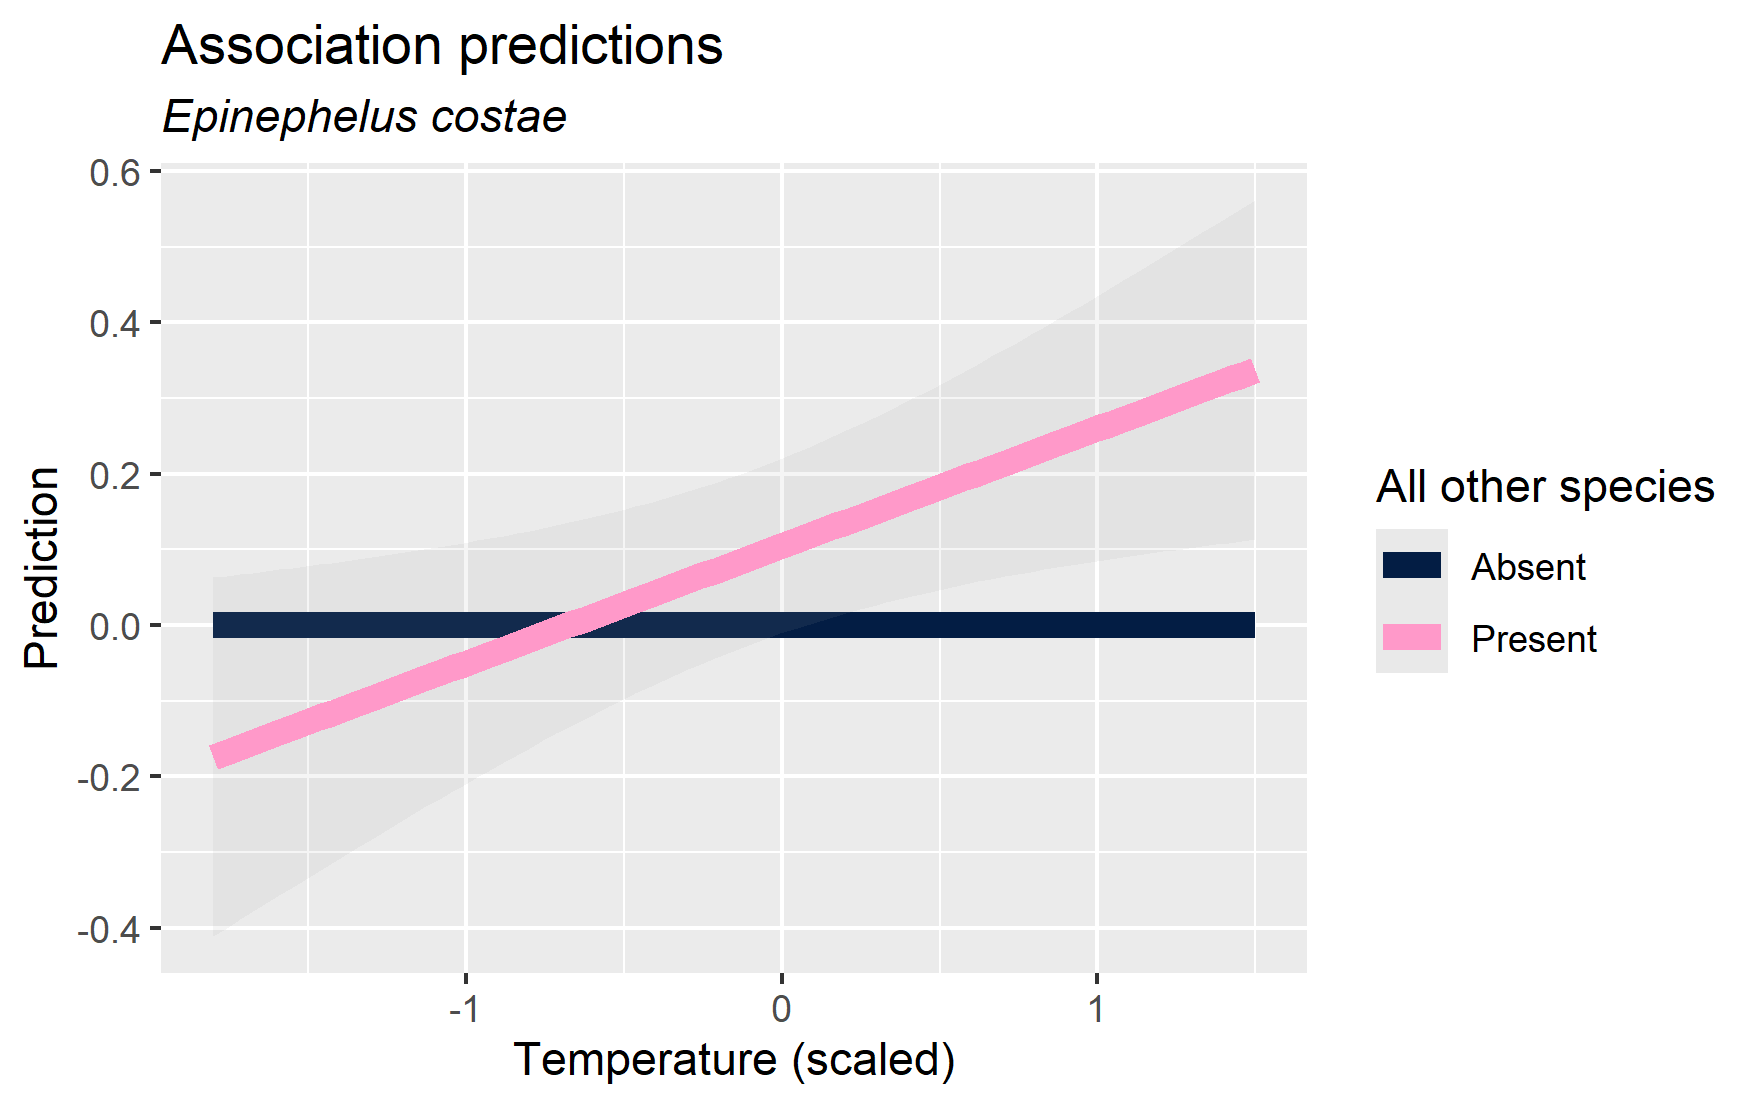 Association predictions
Epinephelus costae
0.6
0.4
0.2
0.0
-0.2
-0.4
Prediction
-1
0
1
Temperature (scaled)
All other species
Absent
Present